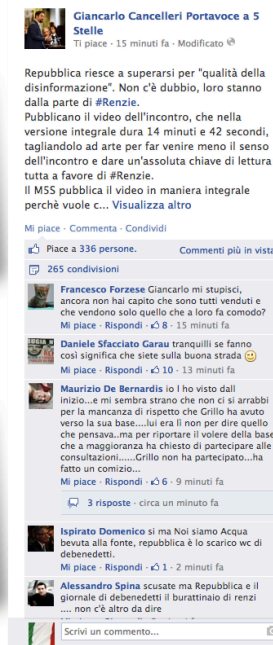 Giancarlo Cancelleri Portavoce a 5
Stelle
Ti piace · 15 minuti fa · Modificato
Repubblica riesce a superarsi per "qualità della
disinformazione". Non c'è dubbio, loro stanno
dalla parte di #Renzie.
Pubblicano il video dell'incontro, che nella
versione integrale dura 14 minuti e 42 secondi,
tagliandolo ad arte per far venire meno il senso
dell'incontro e dare un'assoluta chiave di lettura
tutta a favore di #Renzie.
Il M5S pubblica il video in maniera integrale
perchè vuole c... Visualizza altro
Mi piace · Commenta · Condividi
Piace a 336 persone. Commenti più in vista
265 condivisioni
Francesco Forzese Giancarlo mi stupisci,
ancora non hai capito che sono tutti venduti e
che vendono solo quello che a loro fa comodo?
Mi piace · Rispondi · 8 · 15 minuti fa
Daniele Sfacciato Garau tranquilli se fanno
così significa che siete sulla buona strada
Mi piace · Rispondi · 10 · 13 minuti fa
Maurizio De Bernardis io l ho visto dall
inizio...e mi sembra strano che non ci si arrabbi
per la mancanza di rispetto che Grillo ha avuto
verso la sua base....lui era lì non per dire quello
che pensava..ma per riportare il volere della base
che a maggioranza ha chiesto di partecipare alle
consultazioni......Grillo non ha partecipato...ha
fatto un comizio...
Mi piace · Rispondi · 6 · 9 minuti fa
3 risposte · circa un minuto fa
Ispirato Domenico si ma Noi siamo Acqua
bevuta alla fonte, repubblica è lo scarico wc di
debenedetti.
Mi piace · Rispondi · 1 · 2 minuti fa
Alessandro Spina scusate ma Repubblica e il
giornale di debenedetti il burattinaio di renzi
.... non c'è altro da dire
Scrivi un commento...